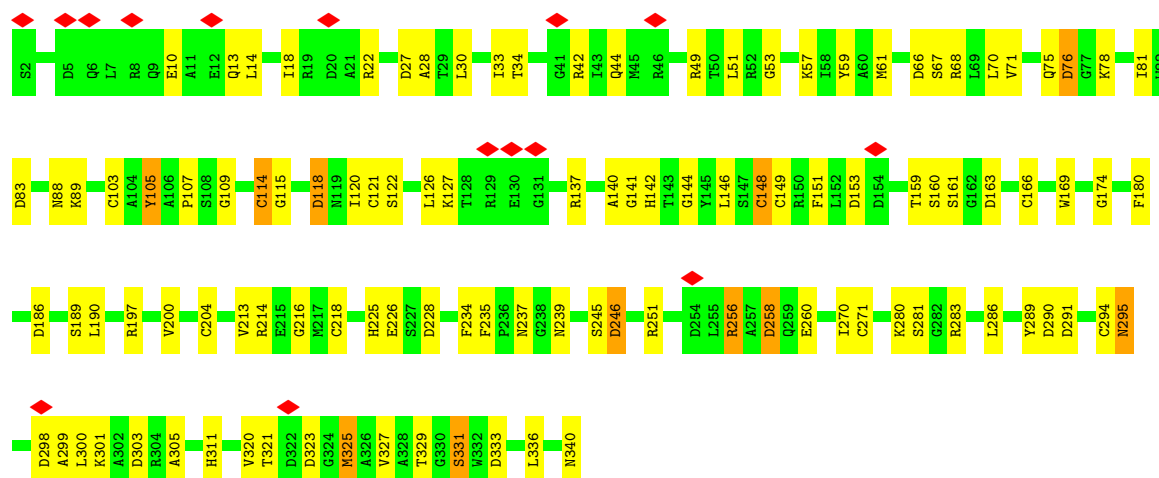 S2 D5 Q6 L7 R8 Q9 E10 A11 E12 Q13 L14 I18 R19 D20 A21 R22 D27 A28 T29 L30 I33 T34 G41 R42 I43 Q44 M45 R46 R49 T50 L51 R52 G53 K57 I58 Y59 A60 M61 D66 S67 R68 L69 L70 V71 Q75 D76 G77 K78 I81
D83 N88 K89 C103 A104 Y105 A106 P107 S108 G109 C114 G115 D118 N119 I120 C121 S122 L126 K127 T128 R129 E130 G131 R137 A140 G141 H142 T143 G144 Y145 L146 S147 C148 C149 R150 F151 L152 D153 D154 T159 S160 S161 G162 D163 C166 W169 G174 F180
D186 S189 L190 R197 V200 C204 V213 R214 E215 G216 M217 C218 H225 E226 S227 D228 F234 F235 P236 N237 G238 N239 S245 D246 R251 D254 L255 R256 A257 D258 Q259 E260 I270 C271 K280 S281 G282 R283 L286 Y289 D290 D291 C294 N295
D298 A299 L300 K301 A302 D303 R304 A305 H311 V320 T321 D322 D323 G324 M325 A326 V327 A328 T329 G330 S331 W332 D333 L336 N340